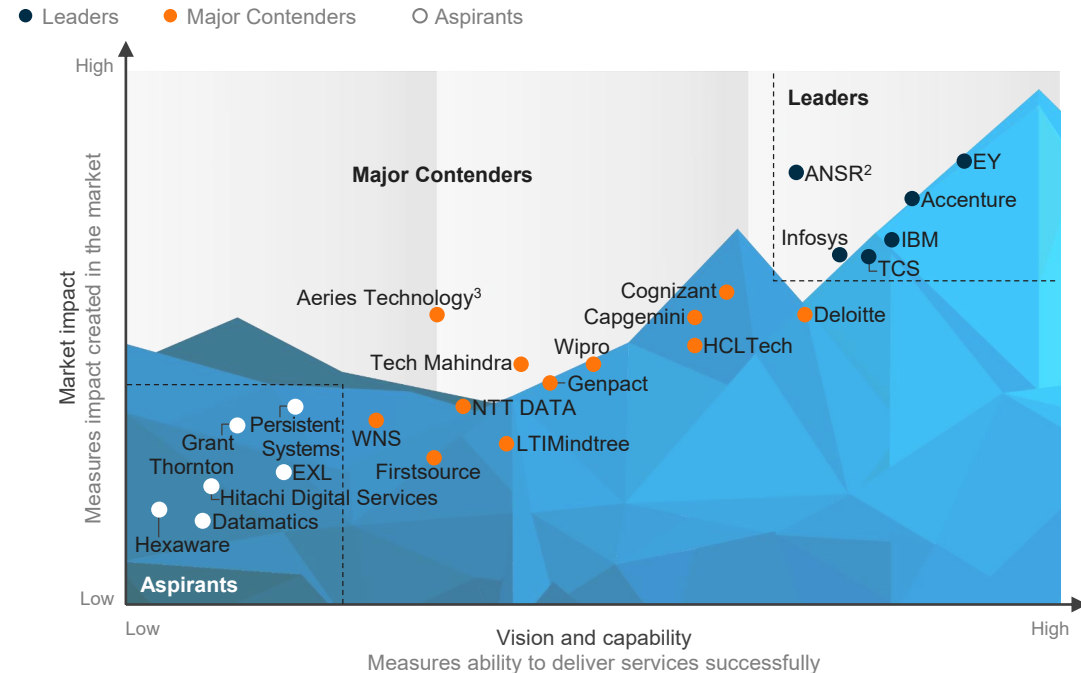 Leaders
Major Contenders
Aspirants
High
Leaders
Major Contenders
ANSR²
EY
Accenture
Infosys
IBM
TCS
Aeries Technology³
Cognizant
Capgemini
Deloitte
Wipro
HCLTech
Tech Mahindra
Genpact
NTT DATA
Persistent
Systems
WNS
Grant
Thornton
LTIMindtree
Firstsource
EXL
Hitachi Digital Services
Datamatics
Hexaware
Aspirants
Market impact
Measures impact created in the market
Low
Low
High
Vision and capability
Measures ability to deliver services successfully